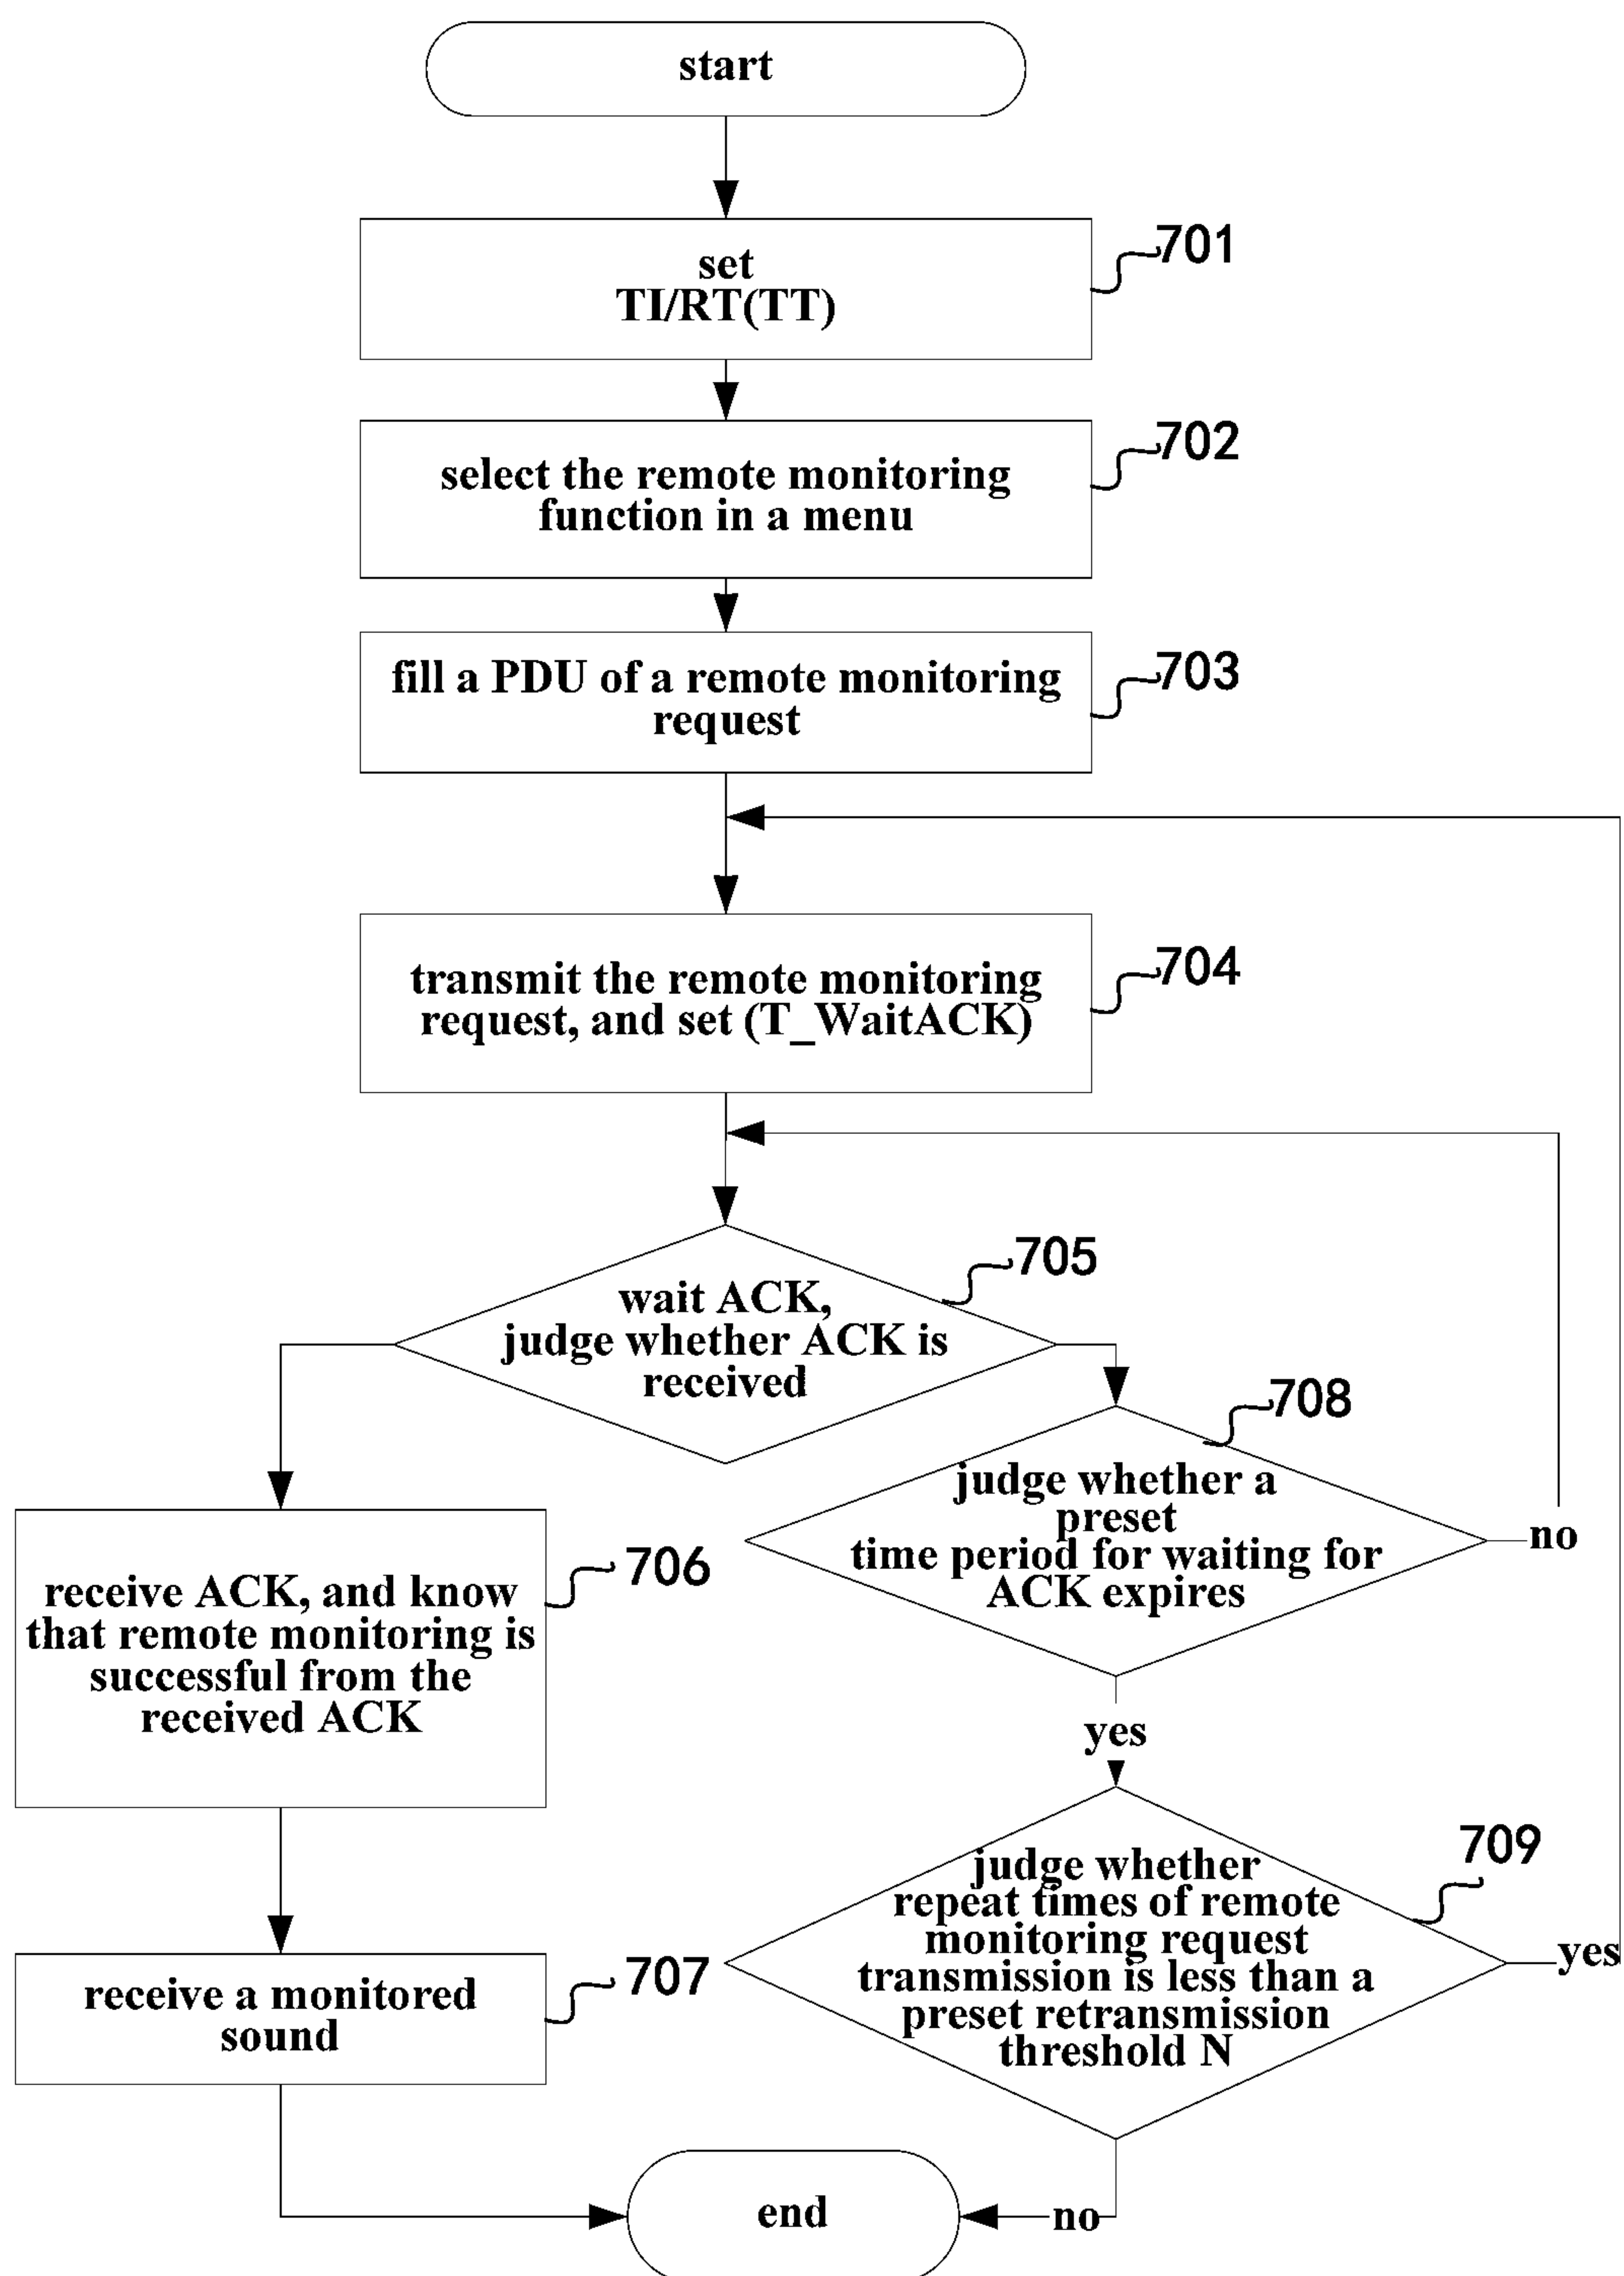 start
701
set
TI/RT(TT)
702
select the remote monitoring
function in a menu
703
fill a PDU of a remote monitoring
request
704
transmit the remote monitoring
request, and set (T_WaitACK)
705
wait ACK,
judge whether ACK is
received
708
judge whether a
preset
time period for waiting for
ACK expires
no
706
receive ACK, and know
that remote monitoring is
successful from the
received ACK
yes
709
judge whether
repeat times of remote
monitoring request
transmission is less than a
preset retransmission
threshold N
yes
707
receive a monitored
sound
end
no